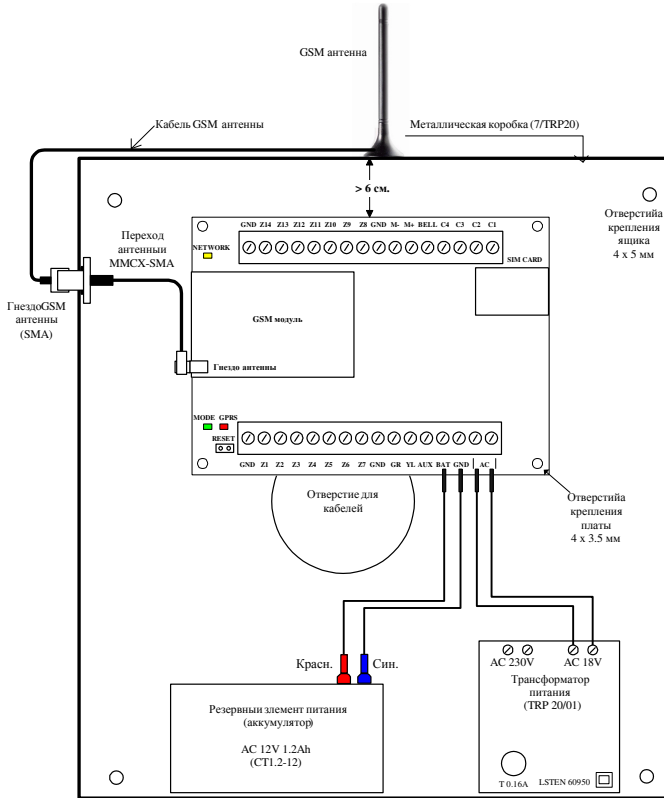 GSM антенна
Кабель GSM антенны
Металлическая коробка (7/TRP20)
> 6 см.
Отверстийа
крепления
ящика
4 x 5 мм
Переход
антенны
MMCX-SMA
ГнездоGSM
антенны
(SMA)
GND Z14 Z13 Z12 Z11 Z10 Z9 Z8 GND M- M+ BELL C4 C3 C2 C1
NETWORK
SIM CARD
GSM модуль
Гнездо антенны
MODE GPRS
RESET
GND Z1 Z2 Z3 Z4 Z5 Z6 Z7 GND GR YL AUX BAT GND AC
Отверстие для
кабелей
Отверстийа
крепления
платы
4 x 3.5 мм
Красн.
Син.
Резервныи злемент питания
(аккумулятор)
AC 12V 1.2Ah
(CT1.2-12)
AC 230V
AC 18V
Трансформатор
питания
(TRP 20/01)
T 0.16A
LSTEN 60950